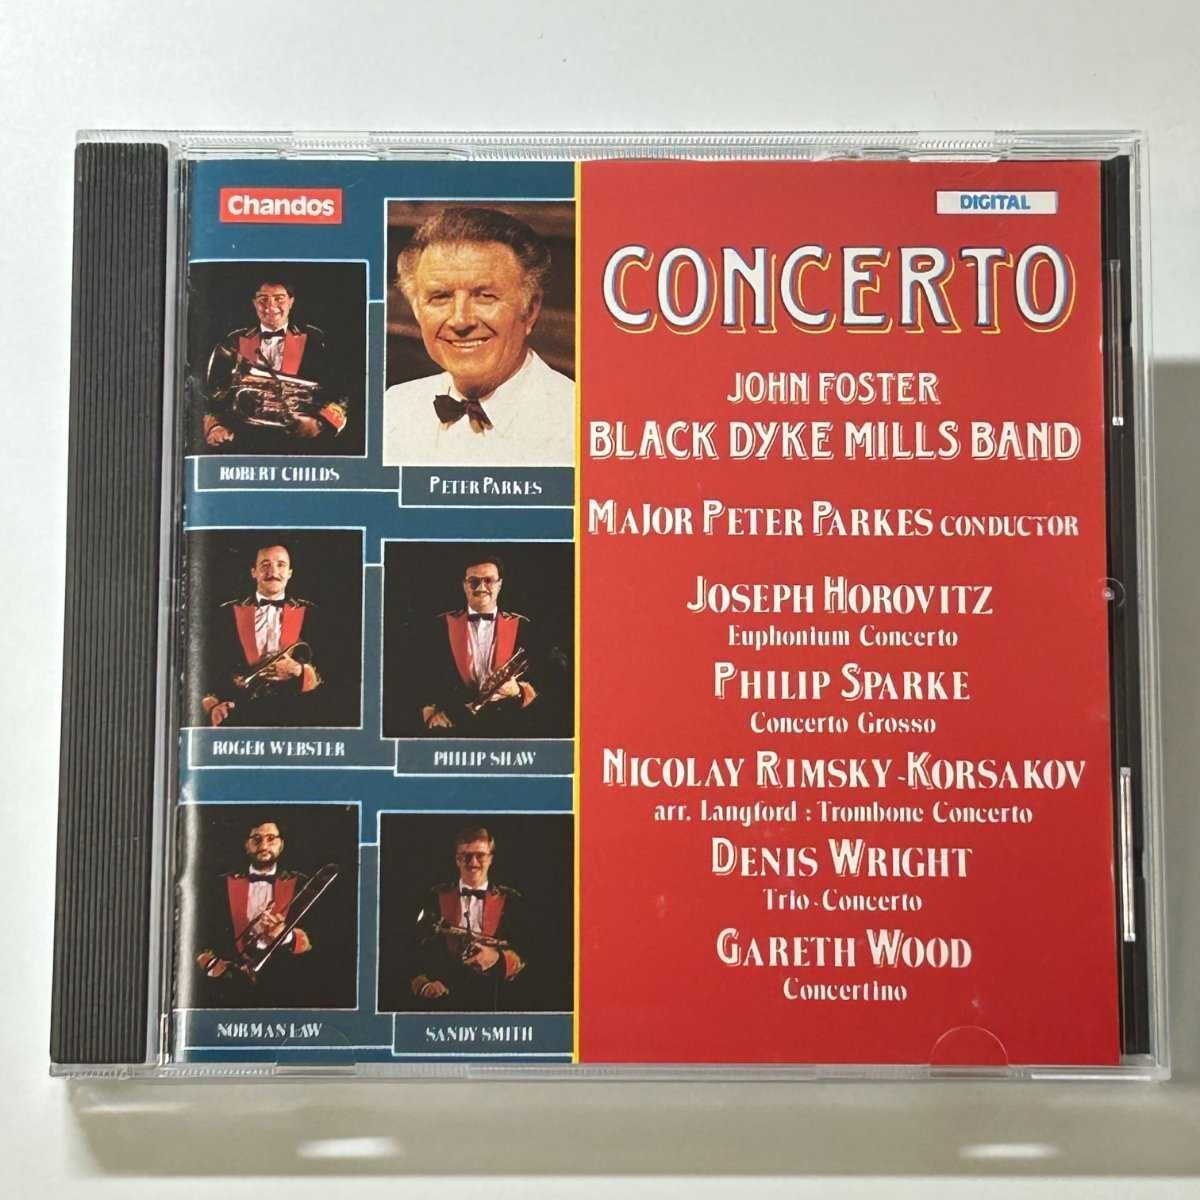 Chandos
ROBERT CHILDS
PETER PARKES
ROGER WEBSTER
PHILIP SHAW
NORMAN LAW
SANDY SMITH
DIGITAL
CONCERTO
JOHN FOSTER
BLACK DYKE MILLS BAND
MAJOR PETER PARKES CONDUCTOR
JOSEPH HOROVITZ
Euphonium Concerto
PHILIP SPARKE
Concerto Grosso
NICOLAY RIMSKY-KORSAKOV
arr. Langford : Trombone Concerto
DENIS WRIGHT
Trio-Concerto
GARETH WOOD
Concertino